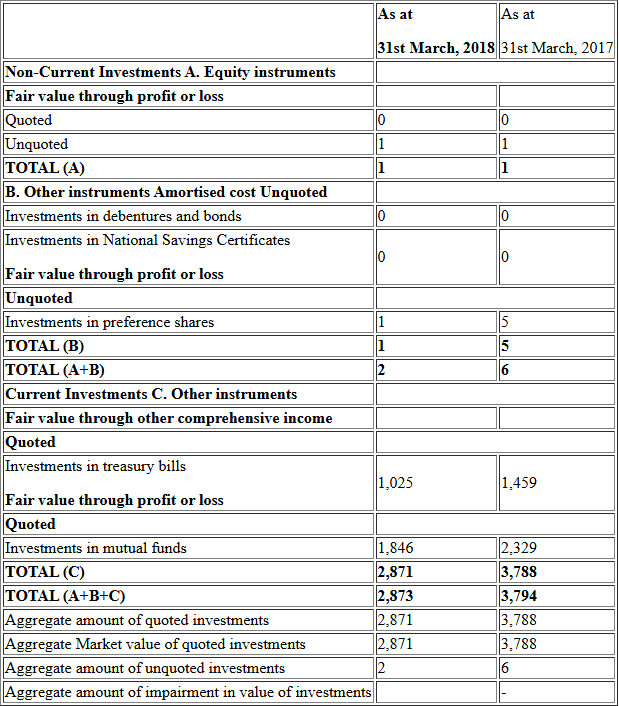 As at As at
31st March, 2018 31st March, 2017
Non-Current Investments A. Equity instruments
Fair value through profit or loss
Quoted 0 0
Unquoted 1 1
TOTAL (A) 1 1
B. Other instruments Amortised cost Unquoted
Investments in debentures and bonds 0 0
Investments in National Savings Certificates
0 0
Fair value through profit or loss
Unquoted
Investments in preference shares 1 5
TOTAL (B) 1 5
TOTAL (A+B) 2 6
Current Investments C. Other instruments
Fair value through other comprehensive income
Quoted
Investments in treasury bills
1,025 1,459
Fair value through profit or loss
Quoted
Investments in mutual funds 1,846 2,329
TOTAL (C) 2,871 3,788
TOTAL (A+B+C) 2,873 3,794
Aggregate amount of quoted investments 2,871 3,788
Aggregate Market value of quoted investments 2,871 3,788
Aggregate amount of unquoted investments 2 6
Aggregate amount of impairment in value of investments -